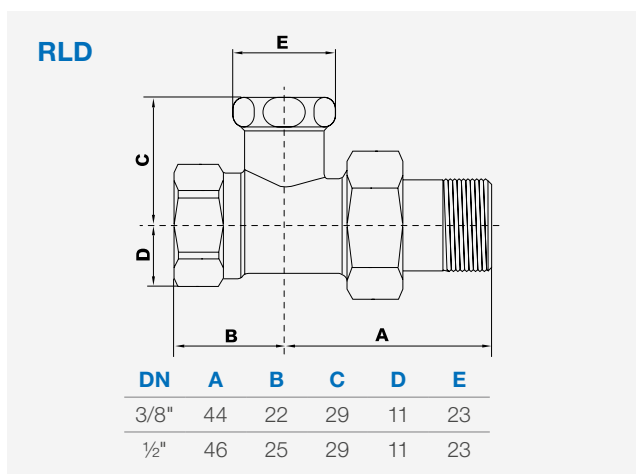 RLD
E
C
D
B A
DN A B C D E
3/8" 44 22 29 11 23
½" 46 25 29 11 23